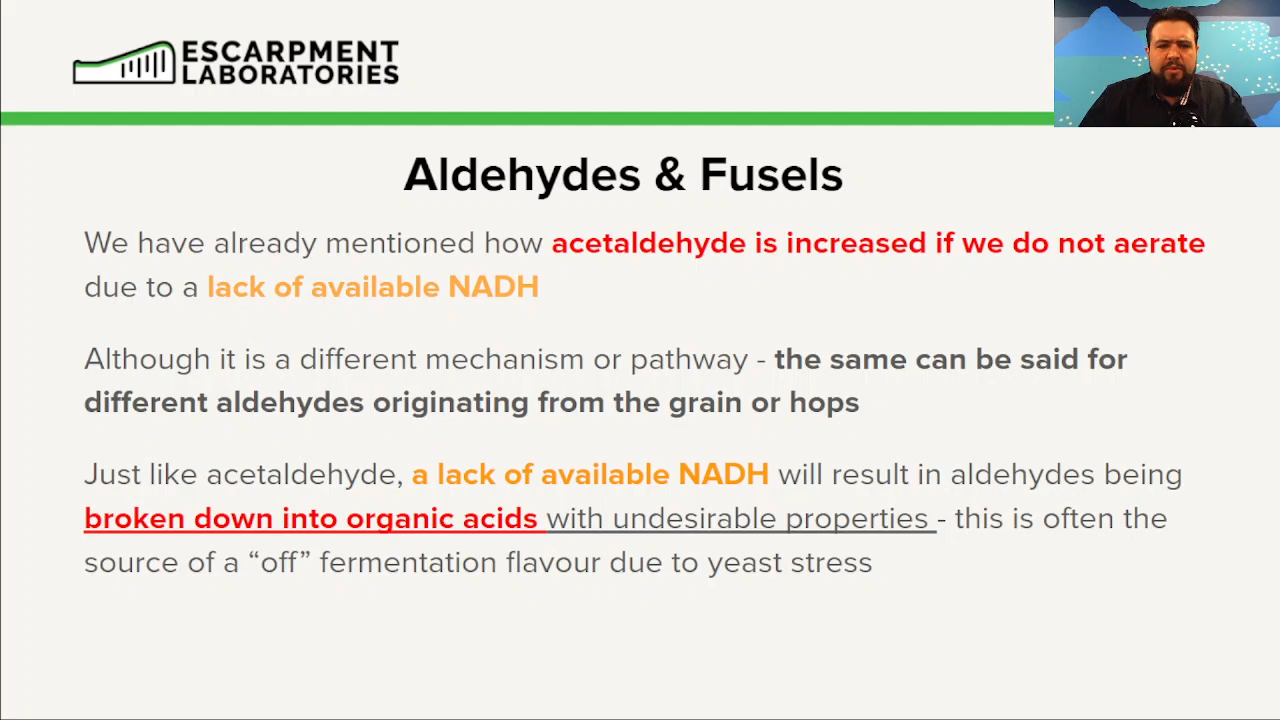 ESCARPMENT
LABORATORIES
Aldehydes & Fusels
We have already mentioned how acetaldehyde is increased if we do not aerate
due to a lack of available NADH
Although it is a different mechanism or pathway - the same can be said for
different aldehydes originating from the grain or hops
Just like acetaldehyde, a lack of available NADH will result in aldehydes being
broken down into organic acids with undesirable properties - this is often the
source of a “off” fermentation flavour due to yeast stress